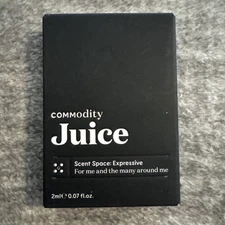 COMModity
Juice
Scent Space: Expressive
For me and the many around me
2ml℮ 0.07 fl.oz.